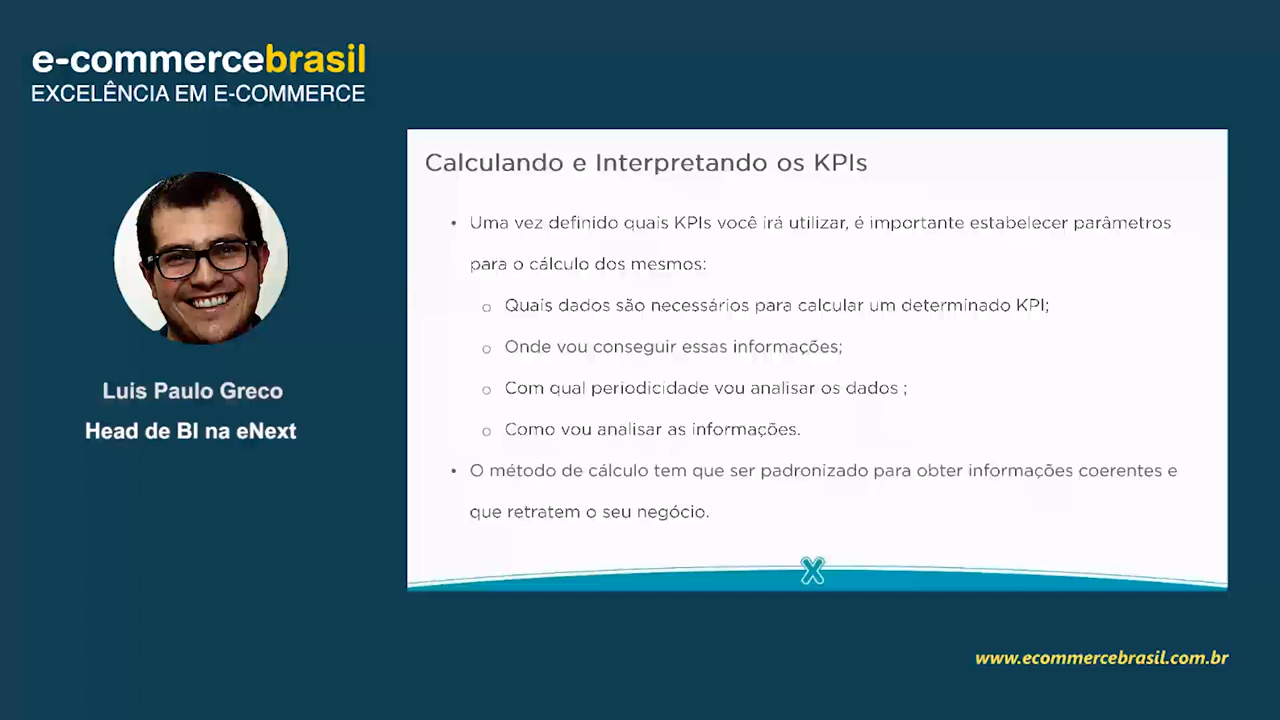 e-commercebrasil
EXCELÊNCIA EM E-COMMERCE
Luis Paulo Greco
Head de BI na eNext
Calculando e Interpretando os KPIs
• Uma vez definido quais KPIs você irá utilizar, é importante estabelecer parâmetros
para o cálculo dos mesmos:
o Quais dados são necessários para calcular um determinado KPI;
o Onde vou conseguir essas informações;
o Com qual periodicidade vou analisar os dados ;
o Como vou analisar as informações.
• O método de cálculo tem que ser padronizado para obter informações coerentes e
que retratem o seu negócio.
X
www.ecommercebrasil.com.br